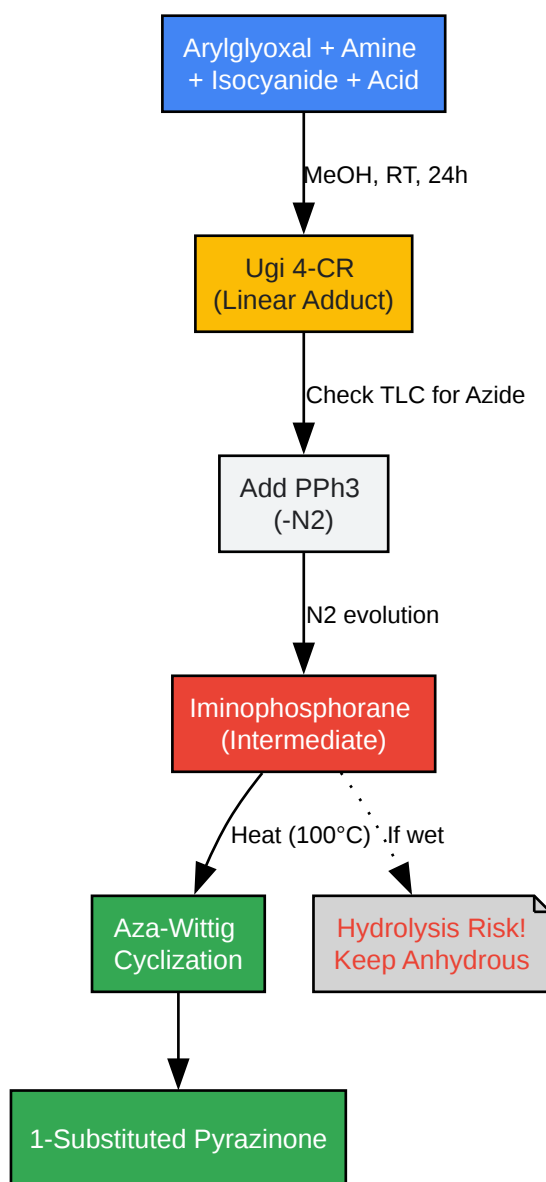 Arylglyoxal + Amine
+ Isocyanide + Acid
MeOH, RT, 24h
Ugi 4-CR
(Linear Adduct)
Check TLC for Azide
Add PPh3
(-N2)
N2 evolution
Iminophosphorane
(Intermediate)
Heat (100°C)
If wet
Aza-Wittig
Cyclization
Hydrolysis Risk!
Keep Anhydrous
1-Substituted Pyrazinone